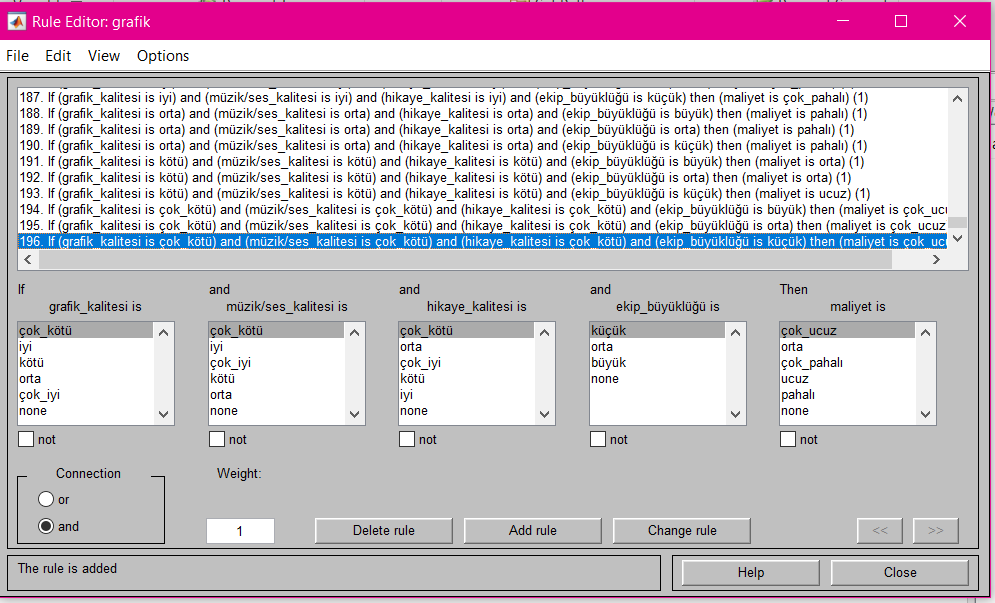 Rule Editor: grafik
File Edit View Options
187. If (grafik_kalitesi is iyi) and (müzik/ses_kalitesi is iyi) and (hikaye_kalitesi is iyi) and (ekip_büyüklüğü is küçük) then (maliyet is çok_pahalı) (1)
188. If (grafik_kalitesi is orta) and (müzik/ses_kalitesi is orta) and (hikaye_kalitesi is orta) and (ekip_büyüklüğü is büyük) then (maliyet is pahalı) (1)
189. If (grafik_kalitesi is orta) and (müzik/ses_kalitesi is orta) and (hikaye_kalitesi is orta) and (ekip_büyüklüğü is orta) then (maliyet is pahalı) (1)
190. If (grafik_kalitesi is orta) and (müzik/ses_kalitesi is orta) and (hikaye_kalitesi is orta) and (ekip_büyüklüğü is küçük) then (maliyet is pahalı) (1)
191. If (grafik_kalitesi is kötü) and (müzik/ses_kalitesi is kötü) and (hikaye_kalitesi is kötü) and (ekip_büyüklüğü is büyük) then (maliyet is orta) (1)
192. If (grafik_kalitesi is kötü) and (müzik/ses_kalitesi is kötü) and (hikaye_kalitesi is kötü) and (ekip_büyüklüğü is orta) then (maliyet is orta) (1)
193. If (grafik_kalitesi is kötü) and (müzik/ses_kalitesi is kötü) and (hikaye_kalitesi is kötü) and (ekip_büyüklüğü is küçük) then (maliyet is ucuz) (1)
194. If (grafik_kalitesi is çok_kötü) and (müzik/ses_kalitesi is çok_kötü) and (hikaye_kalitesi is çok_kötü) and (ekip_büyüklüğü is büyük) then (maliyet is çok_ucu
195. If (grafik_kalitesi is çok_kötü) and (müzik/ses_kalitesi is çok_kötü) and (hikaye_kalitesi is çok_kötü) and (ekip_büyüklüğü is orta) then (maliyet is çok_ucuz
196. If (grafik_kalitesi is çok_kötü) and (müzik/ses_kalitesi is çok_kötü) and (hikaye_kalitesi is çok_kötü) and (ekip_büyüklüğü is küçük) then (maliyet is çok_ucu
If and and and Then
grafik_kalitesi is müzik/ses_kalitesi is hikaye_kalitesi is ekip_büyüklüğü is maliyet is
çok_kötü çok_kötü çok_kötü küçük çok_ucuz
iyi iyi orta orta orta
kötü çok_iyi çok_iyi büyük çok_pahalı
orta kötü kötü none ucuz
çok_iyi orta iyi pahalı
none none none none
not not not not not
Connection Weight:
or
and 1 Delete rule Add rule Change rule << >>
The rule is added Help Close